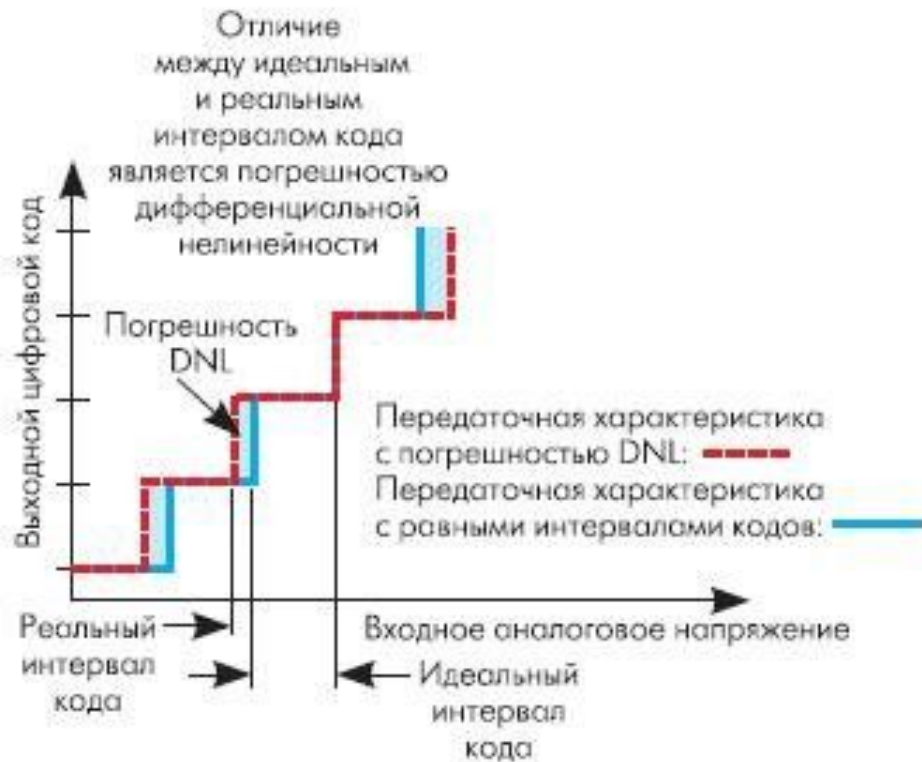 Отличие
между идеальным
и реальным
интервалом кода
является погрешностью
дифференциальной
нелинейности
Выходной цифровой код
Погрешность
DNL
Передаточная характеристика
с погрешностью DNL:
Передаточная характеристика
с равными интервалами кодов:
Входное аналоговое напряжение
Реальный
интервал
кода
Идеальный
интервал
кода